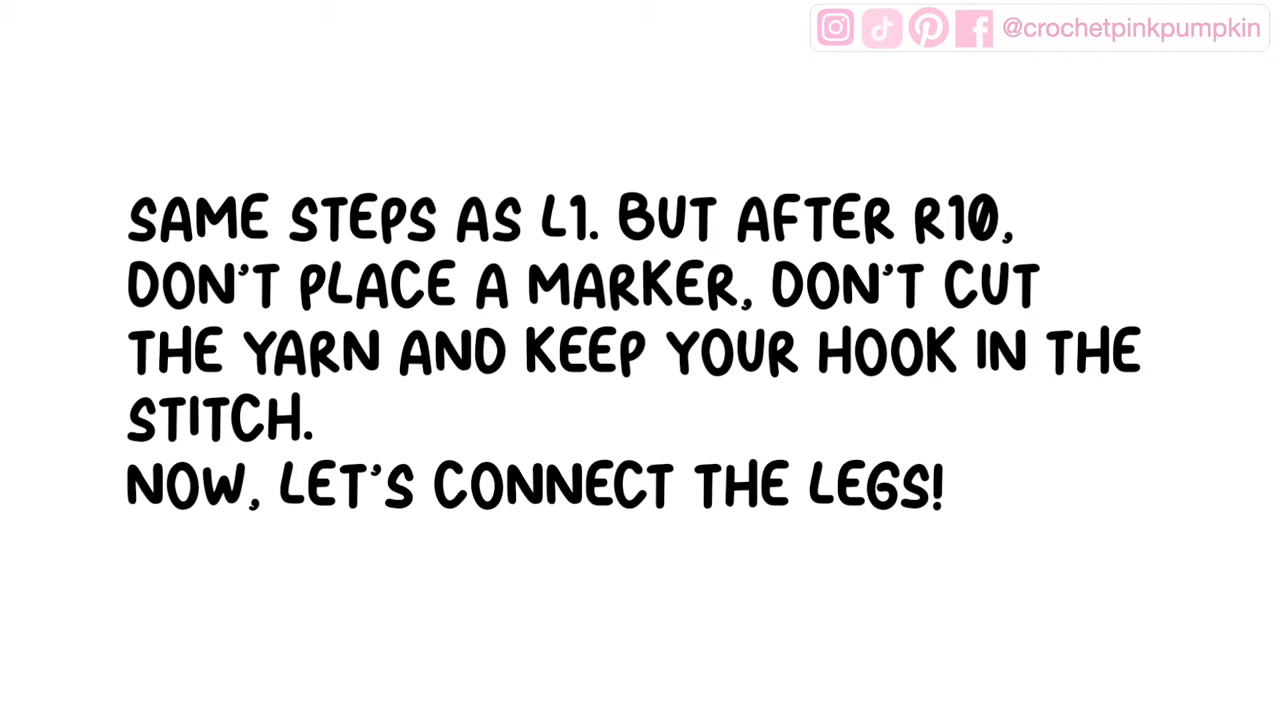 @crochetpinkpumpkin
SAME STEPS AS L1. BUT AFTER R10,
DON'T PLACE A MARKER, DON'T CUT
THE YARN AND KEEP YOUR HOOK IN THE
STITCH.
NOW, LET'S CONNECT THE LEGS!